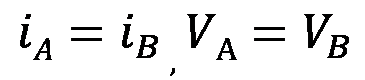 i_A = i_B , V_A = V_B